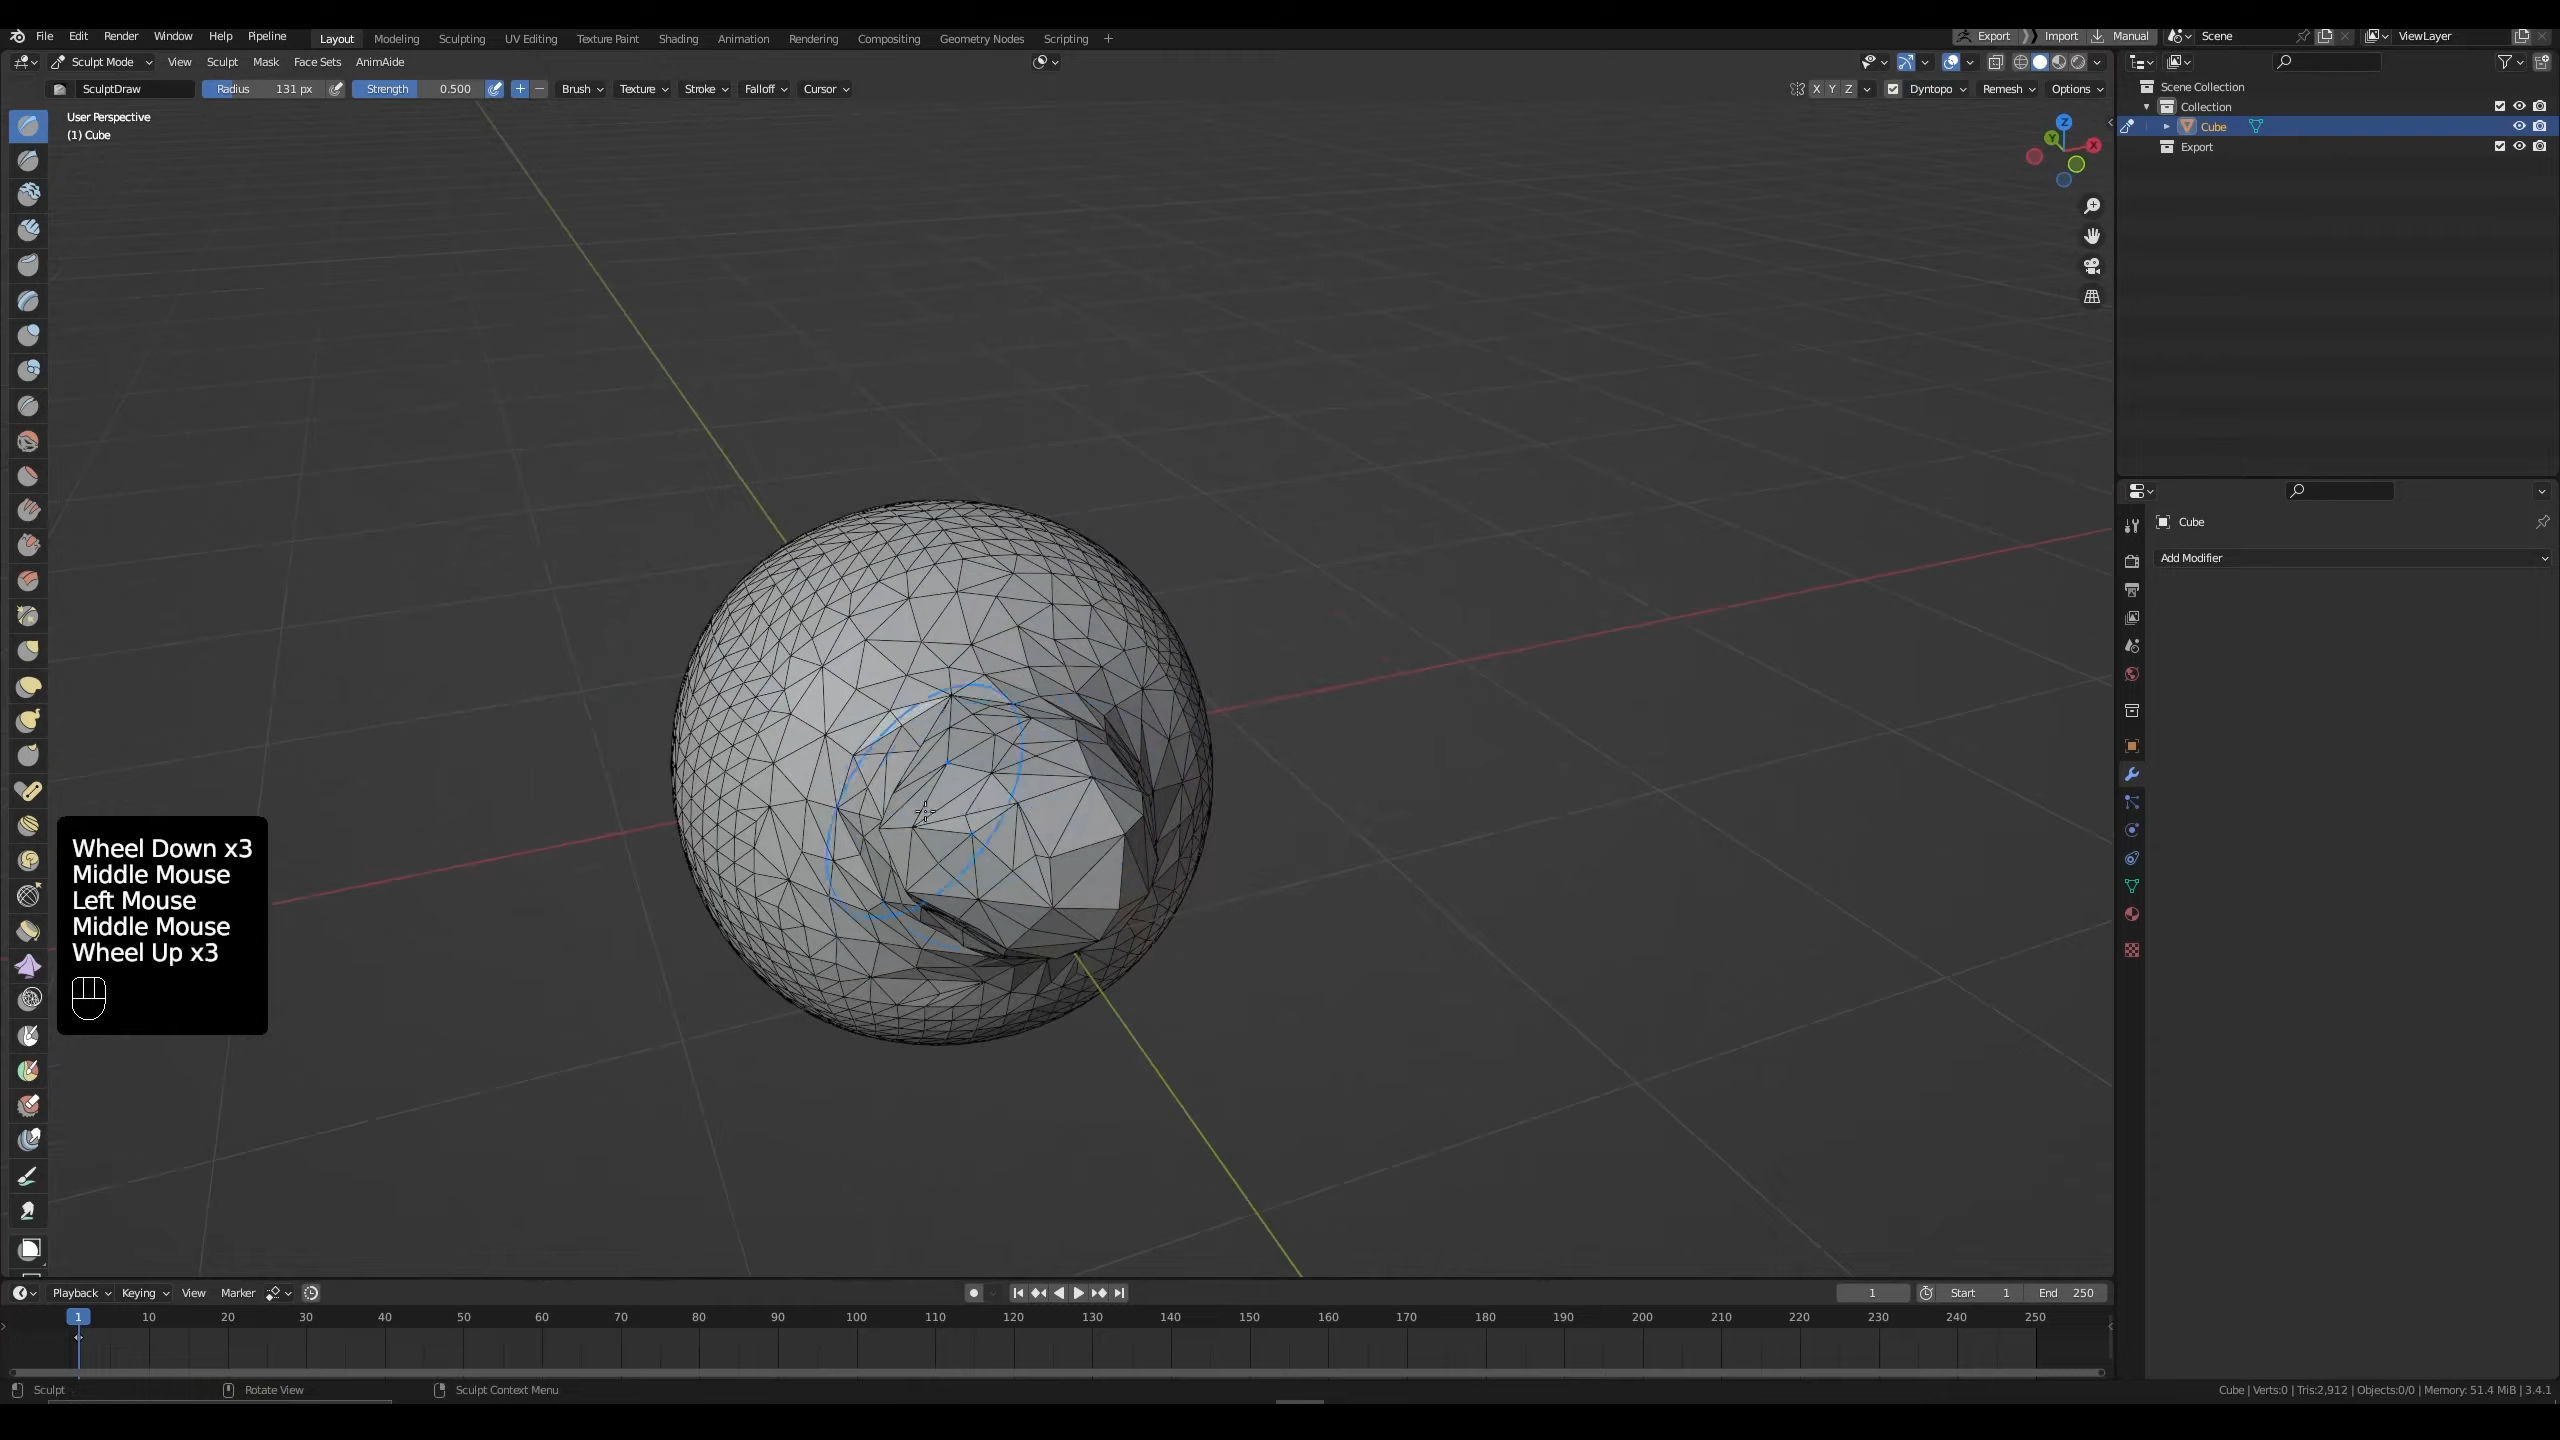 File Edit Render Window Help Pipeline Layout Modeling Sculpting UV Editing Texture Paint Shading Animation Rendering Compositing Geometry Nodes Scripting + Export Import Manual Scene ViewLayer
Sculpt Mode View Sculpt Mask Face Sets AnimAide
SculptDraw Radius 131 px Strength 0.500 + − Brush Texture Stroke Falloff Cursor X Y Z Dyntopo Remesh Options
Scene Collection
Collection
Cube
Export
User Perspective
(1) Cube
Z
Y
X
Cube
Add Modifier
Wheel Down x3
Middle Mouse
Left Mouse
Middle Mouse
Wheel Up x3
Playback Keying View Marker 1 Start 1 End 250
1 10 20 30 40 50 60 70 80 90 100 110 120 130 140 150 160 170 180 190 200 210 220 230 240 250
Sculpt Rotate View Sculpt Context Menu Cube | Verts:0 | Tris:2,912 | Objects:0/0 | Memory: 51.4 MiB | 3.4.1